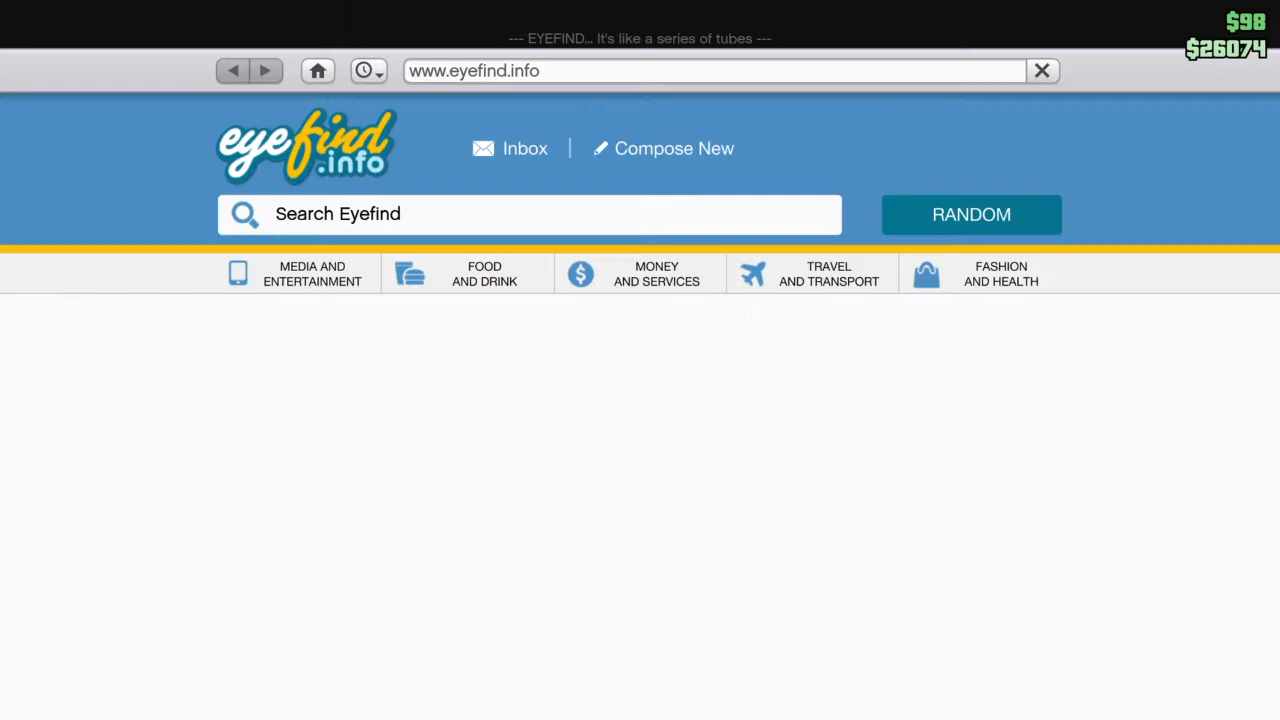 $98
--- EYEFIND... It's like a series of tubes ---
$26074
www.eyefind.info
eyefind
.info
Inbox
Compose New
Search Eyefind
RANDOM
MEDIA AND
ENTERTAINMENT
FOOD
AND DRINK
MONEY
AND SERVICES
TRAVEL
AND TRANSPORT
FASHION
AND HEALTH